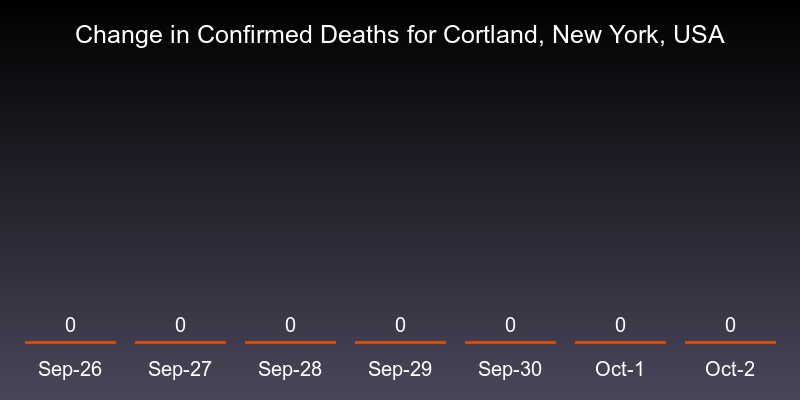 Change in Confirmed Deaths for Cortland, New York, USA
0 0 0 0 0 0 0
Sep-26 Sep-27 Sep-28 Sep-29 Sep-30 Oct-1 Oct-2